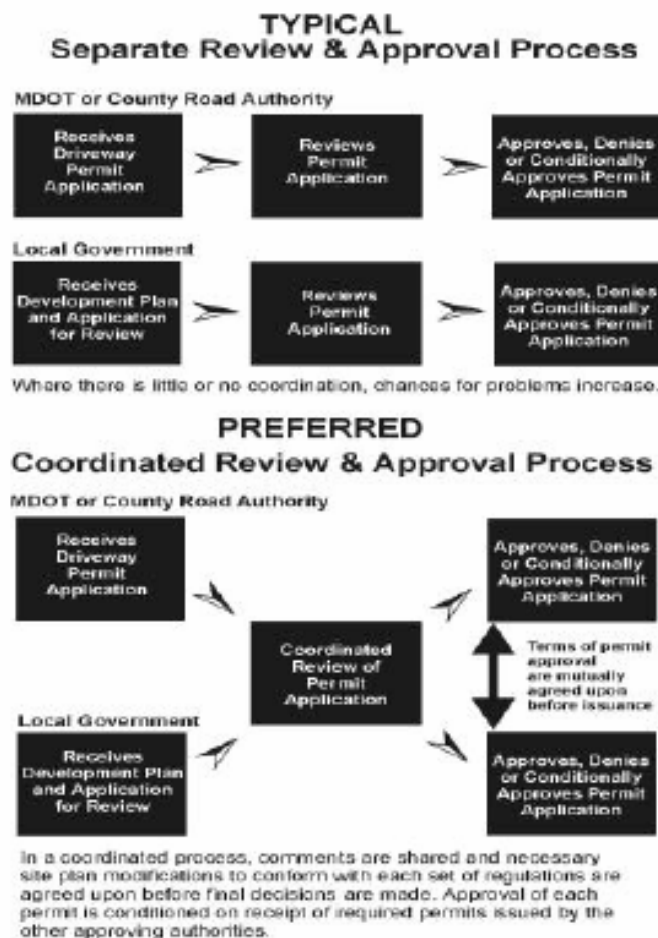 TYPICAL
Separate Review & Approval Process
MDOT or County Road Authority
Receives
Driveway
Permit
Application
Reviews
Permit
Application
Approves, Denies
or Conditionally
Approves Permit
Application
Local Government
Receives
Development Plan
and Application
for Review
Reviews
Permit
Application
Approves, Denies
or Conditionally
Approves Permit
Application
Where there is little or no coordination, chances for problems increase.
PREFERRED
Coordinated Review & Approval Process
MDOT or County Road Authority
Receives
Driveway
Permit
Application
Approves, Denies
or Conditionally
Approves Permit
Application
Coordinated
Review of
Permit
Application
Terms of permit
approval
are mutually
agreed upon
before issuance
Local Government
Receives
Development Plan
and Application
for Review
Approves, Denies
or Conditionally
Approves Permit
Application
In a coordinated process, comments are shared and necessary
site plan modifications to conform with each set of regulations are
agreed upon before final decisions are made. Approval of each
permit is conditioned on receipt of required permits issued by the
other approving authorities.